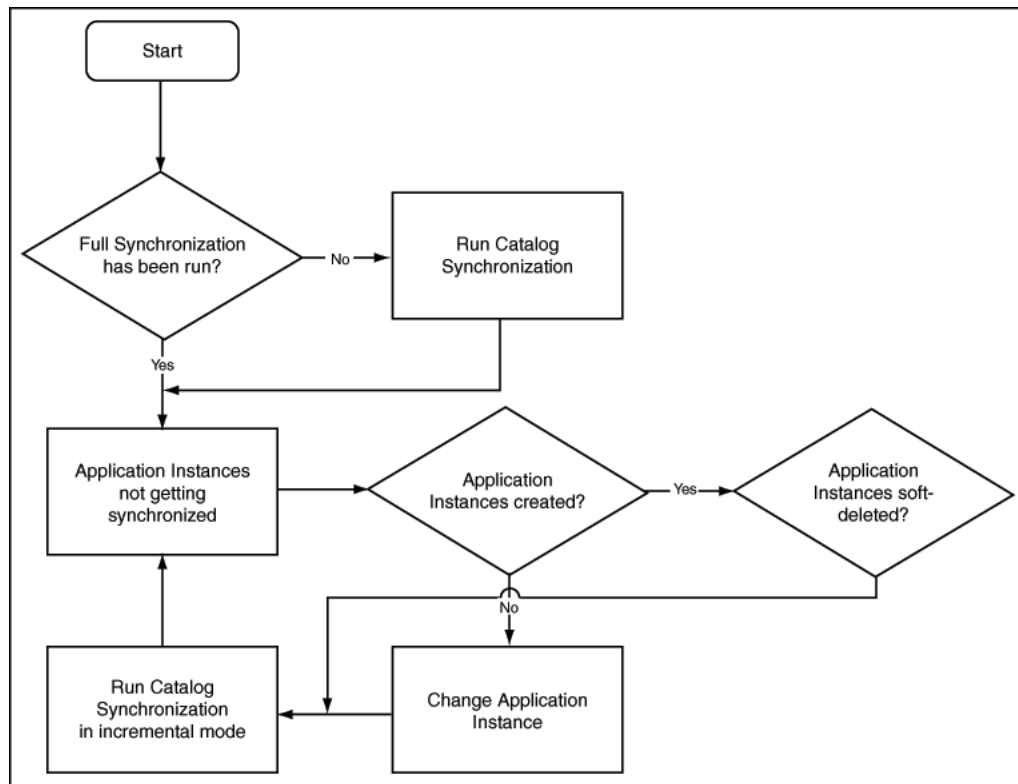 Start
Full Synchronization
has been run?
No
Run Catalog
Synchronization
Yes
Application Instances
not getting
synchronized
Application
Instances created?
Yes
Application
Instances soft-
deleted?
No
Run Catalog
Synchronization
in incremental mode
Change Application
Instance